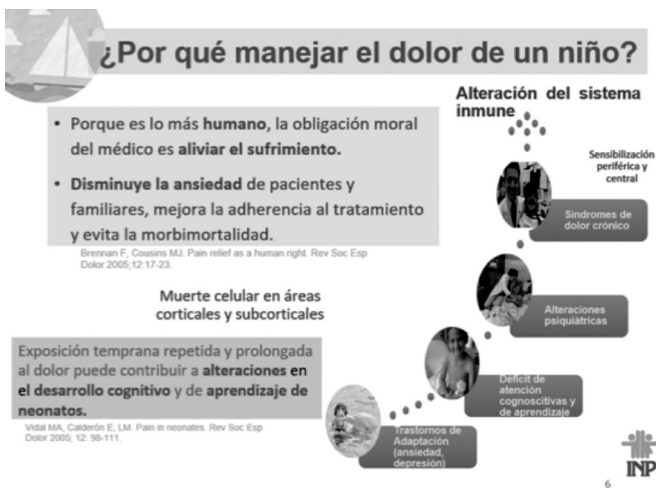 ¿Por qué manejar el dolor de un niño?
• Porque es lo más humano, la obligación moral
del médico es aliviar el sufrimiento.
• Disminuye la ansiedad de pacientes y
familiares, mejora la adherencia al tratamiento
y evita la morbimortalidad.
Brennan F, Cousins MJ. Pain relief as a human right. Rev Soc Esp
Dolor 2005;12:17-23.
Muerte celular en áreas
corticales y subcorticales
Exposición temprana repetida y prolongada
al dolor puede contribuir a alteraciones en
el desarrollo cognitivo y de aprendizaje de
neonatos.
Vidal MA, Calderón E, LM. Pain in neonates. Rev Soc Esp
Dolor 2005; 12: 98-111.
Alteración del sistema
inmune
Sensibilización
periférica y
central
Síndromes de
dolor crónico
Alteraciones
psiquiátricas
Déficit de
atención
cognoscitivas y
de aprendizaje
Trastornos de
Adaptación
(ansiedad,
depresión)
INP
6